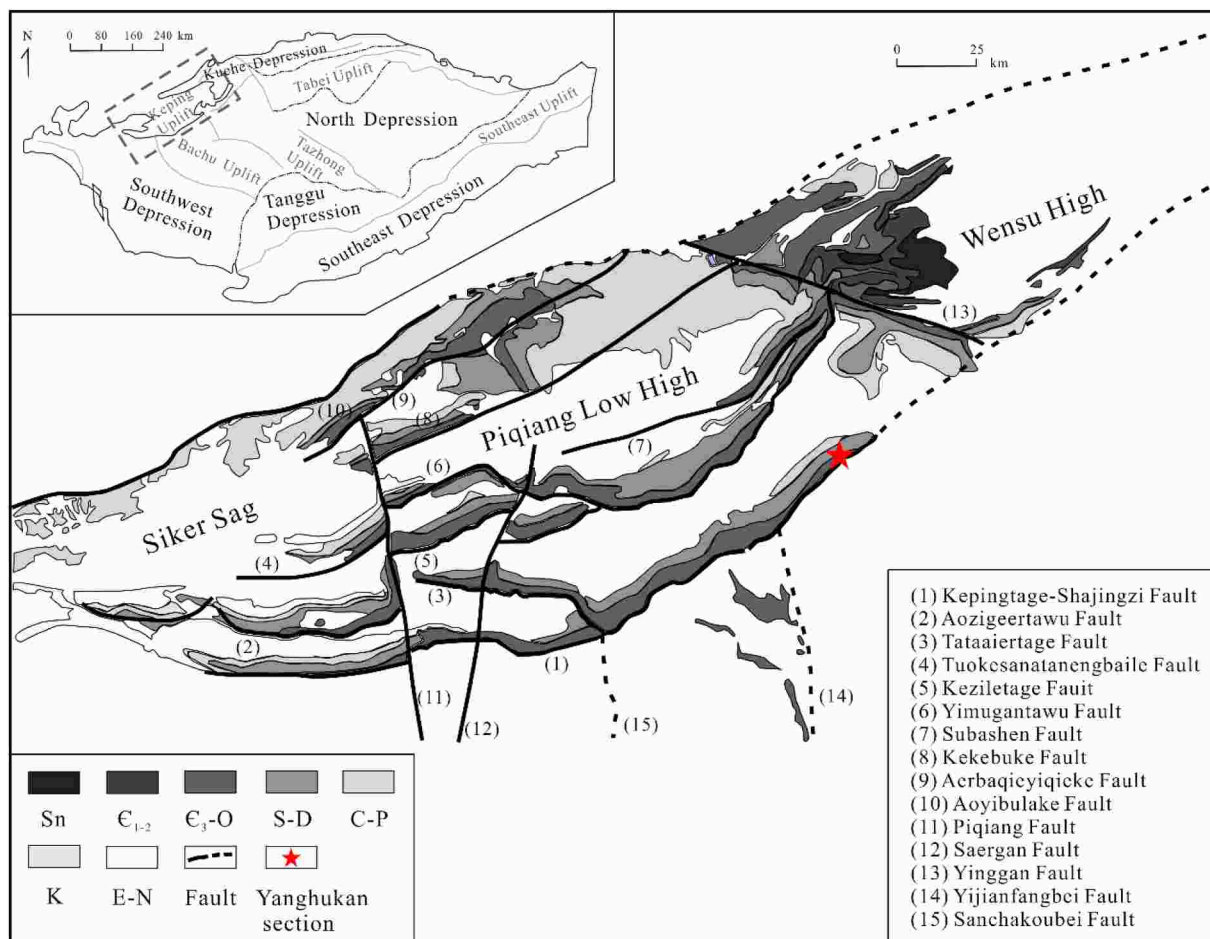 N
0 80 160 240 km
Kuche Depression
Tabei Uplift
Keping
Uplift
North Depression
Southeast Uplift
Bachu Uplift
Tazhong
Uplift
Southwest
Depression
Tanggu
Depression
Southeast Depression
0 25
km
Wensu High
(13)
(10)
(9)
(8)
Piqiang Low High
(7)
(6)
Siker Sag
(4)
(5)
(3)
(2)
(1)
(11)
(12)
(15)
(14)
(1) Kepingtage-Shajingzi Fault
(2) Aozigeertawu Fault
(3) Tataaiertage Fault
(4) Tuokesanatanengbaile Fault
(5) Keziletage Fauit
(6) Yimugantawu Fault
(7) Subashen Fault
(8) Kekebuke Fault
(9) Aerbaqieyiqieke Fault
(10) Aoyibulake Fault
(11) Piqiang Fault
(12) Saergan Fault
(13) Yinggan Fault
(14) Yijianfangbei Fault
(15) Sanchakoubei Fault
Sn Є₁₋₂ Є₃-O S-D C-P
K E-N Fault Yanghukan
section